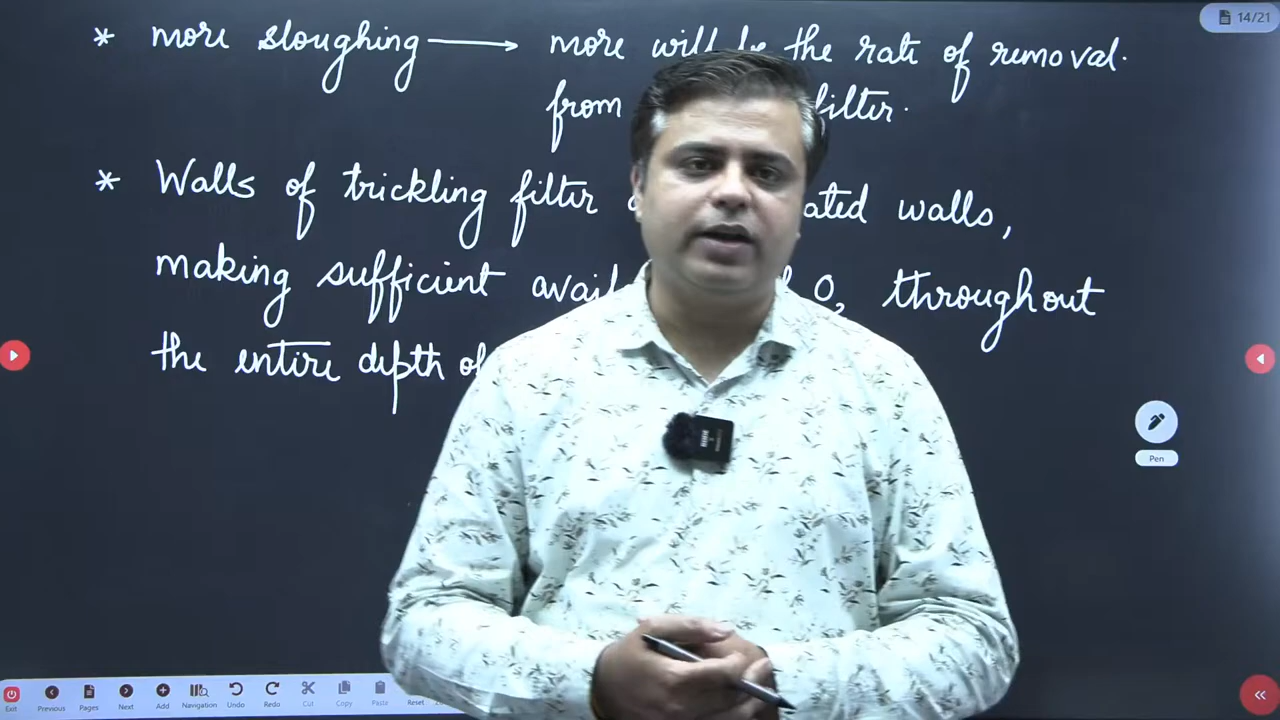 14/21
* more sloughing → more will be the rate of removal.
from filter.
* Walls of trickling filter walls,
making sufficient O₂ throughout
the entire depth of
Pen
Exit
Previous
Pages
Next
Add
Navigation
Undo
Redo
Cut
Copy
Paste
Reset